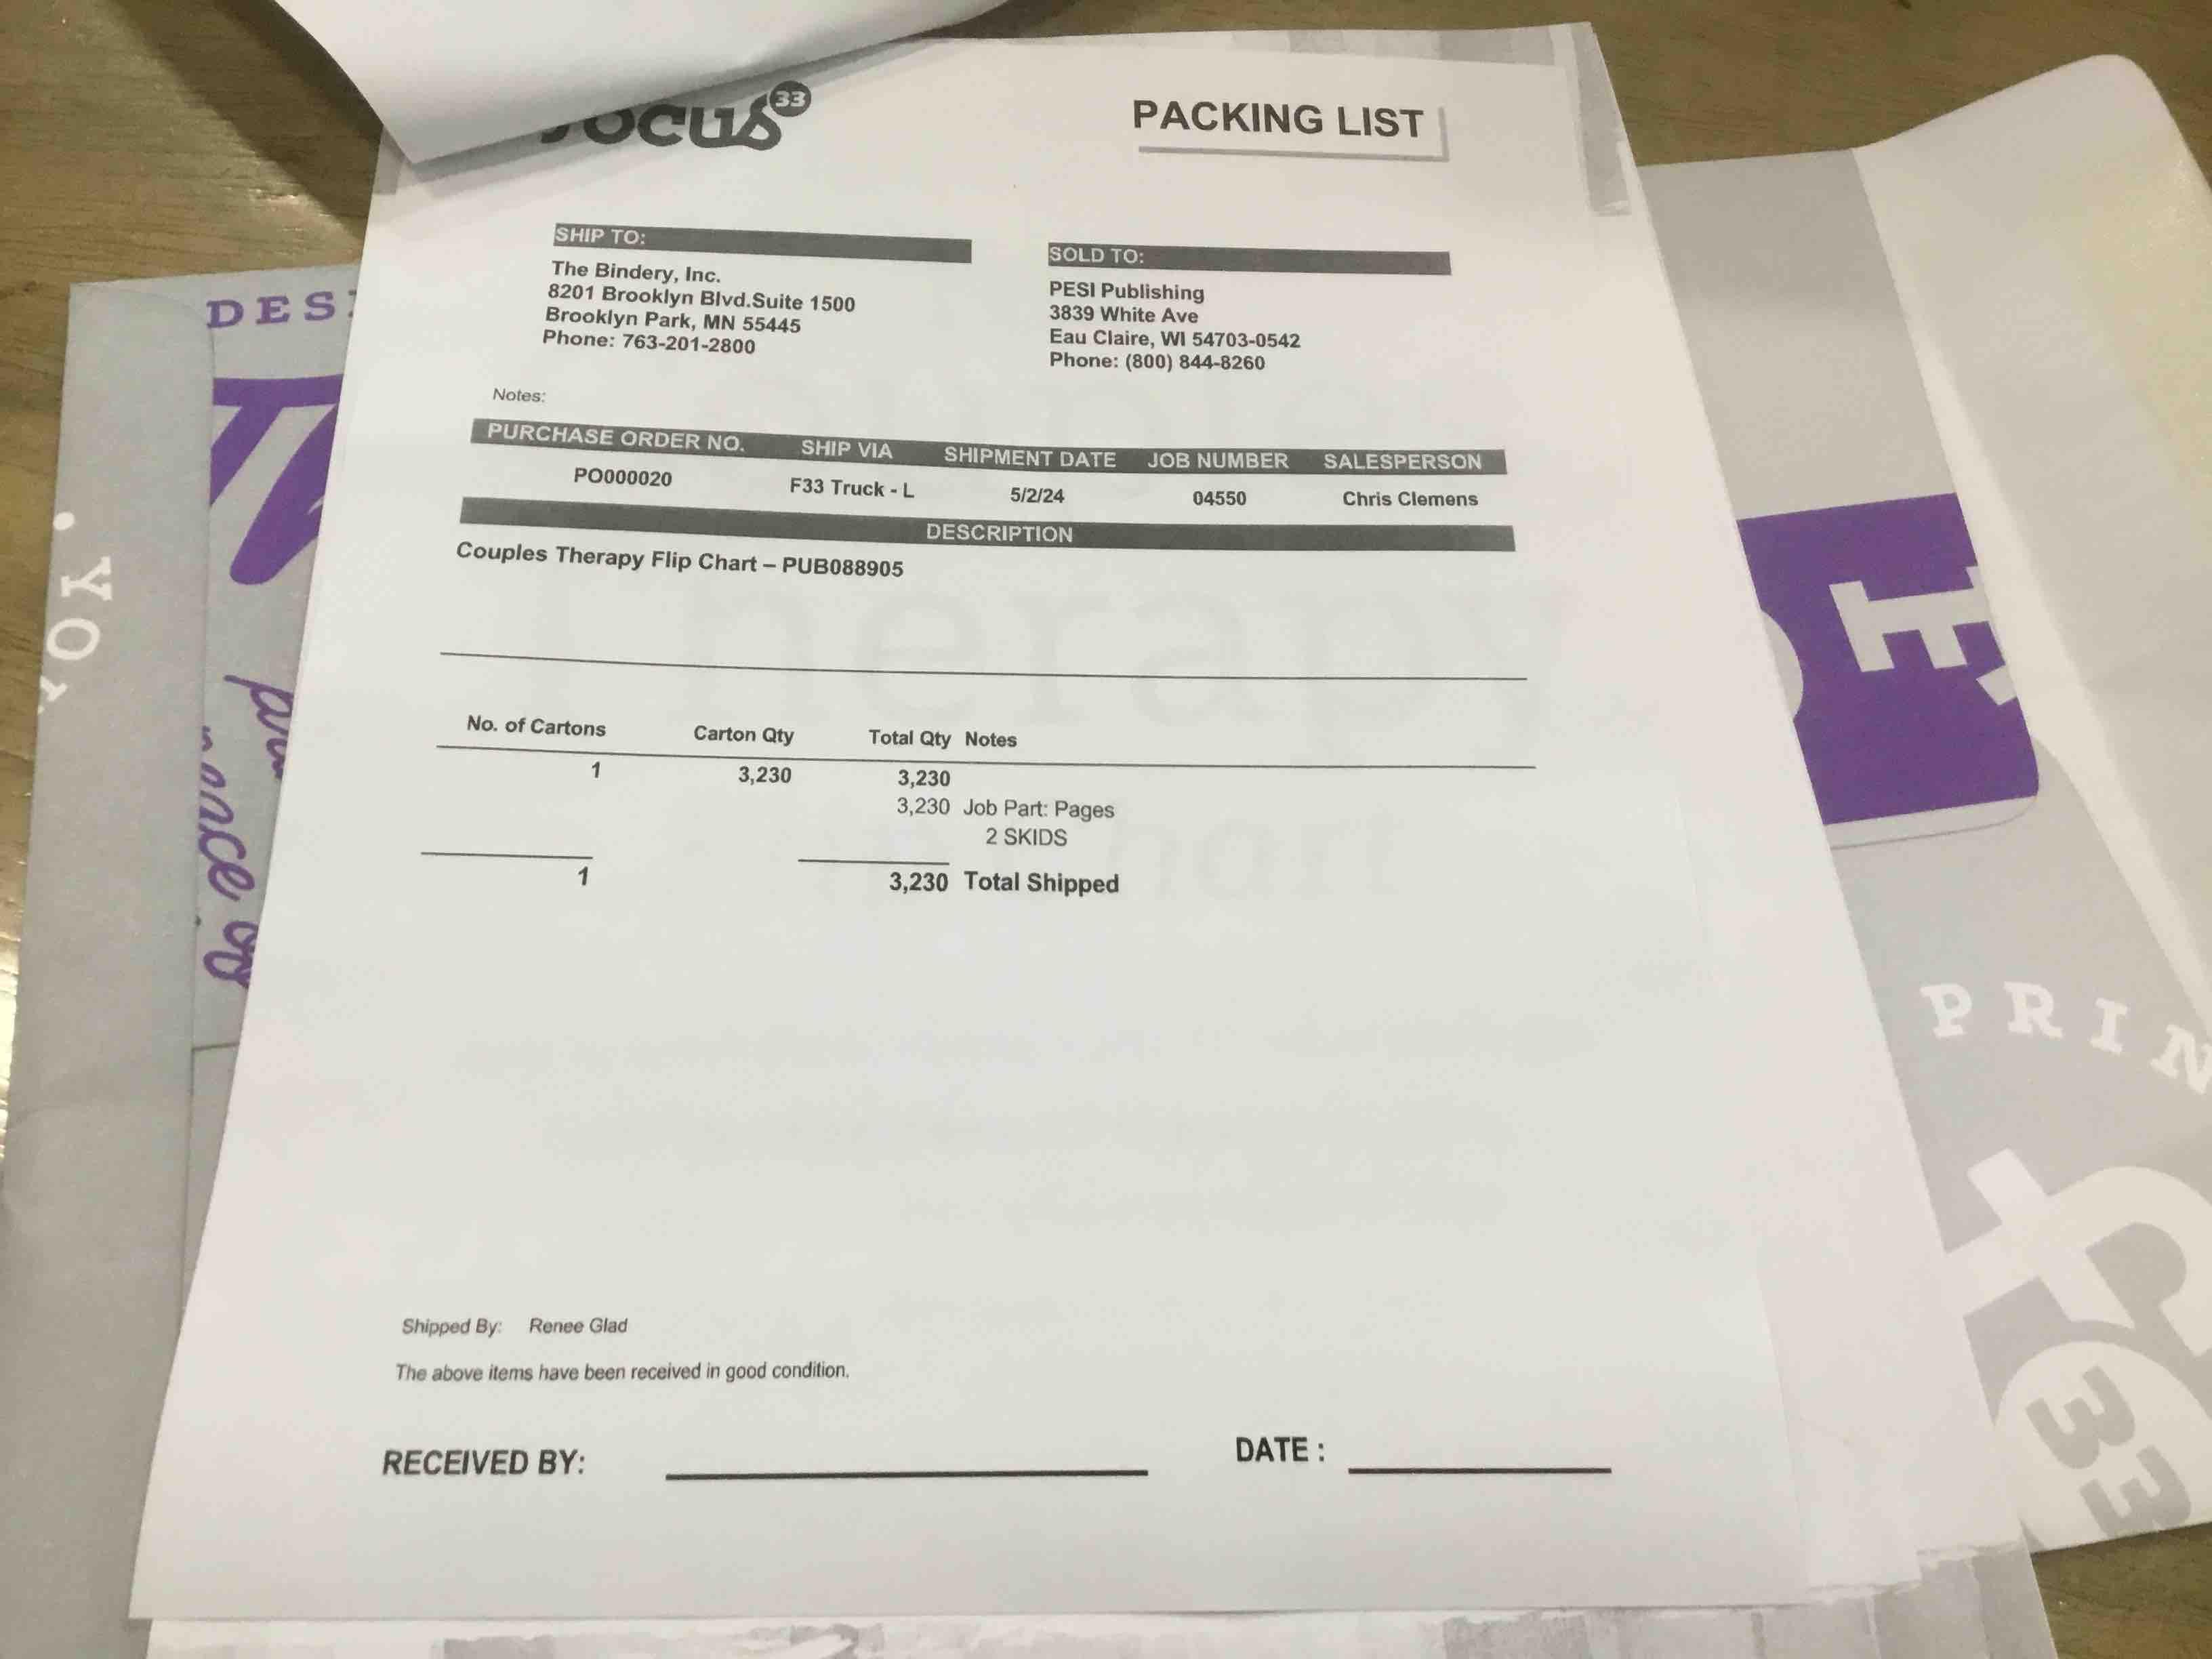 33
PACKING LIST
SHIP TO:
The Bindery, Inc.
8201 Brooklyn Blvd.Suite 1500
Brooklyn Park, MN 55445
Phone: 763-201-2800
SOLD TO:
PESI Publishing
3839 White Ave
Eau Claire, WI 54703-0542
Phone: (800) 844-8260
Notes:
PURCHASE ORDER NO. SHIP VIA SHIPMENT DATE JOB NUMBER SALESPERSON
PO000020 F33 Truck - L 5/2/24 04550 Chris Clemens
DESCRIPTION
Couples Therapy Flip Chart – PUB088905
No. of Cartons Carton Qty Total Qty Notes
1 3,230 3,230
3,230 Job Part: Pages
2 SKIDS
1 3,230 Total Shipped
Shipped By: Renee Glad
The above items have been received in good condition.
RECEIVED BY: DATE :
Therapy
33